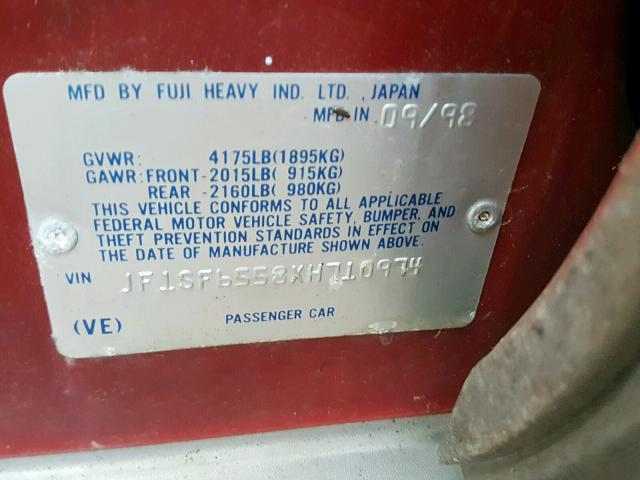 MFD BY FUJI HEAVY IND. LTD., JAPAN
MFD IN 09/98
GVWR: 4175LB(1895KG)
GAWR: FRONT-2015LB( 915KG)
REAR -2160LB( 980KG)
THIS VEHICLE CONFORMS TO ALL APPLICABLE
FEDERAL MOTOR VEHICLE SAFETY, BUMPER, AND
THEFT PREVENTION STANDARDS IN EFFECT ON
THE DATE OF MANUFACTURE SHOWN ABOVE.
VIN JF1SF6558XH710974
(VE) PASSENGER CAR